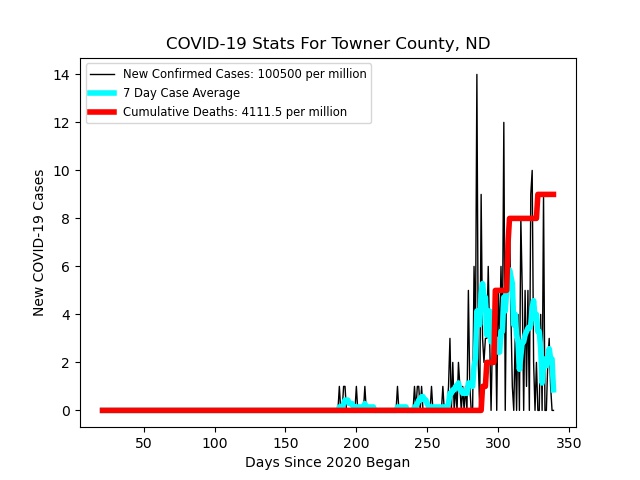 COVID-19 Stats For Towner County, ND
New Confirmed Cases: 100500 per million
7 Day Case Average
Cumulative Deaths: 4111.5 per million
New COVID-19 Cases
14
12
10
8
6
4
2
0
50 100 150 200 250 300 350
Days Since 2020 Began